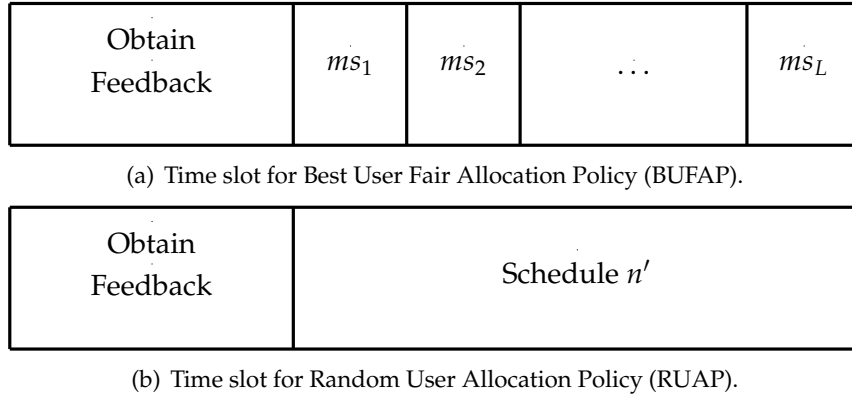 Obtain
Feedback
ms₁ ms₂ ... ms_L
(a) Time slot for Best User Fair Allocation Policy (BUFAP).
Obtain
Feedback
Schedule n′
(b) Time slot for Random User Allocation Policy (RUAP).